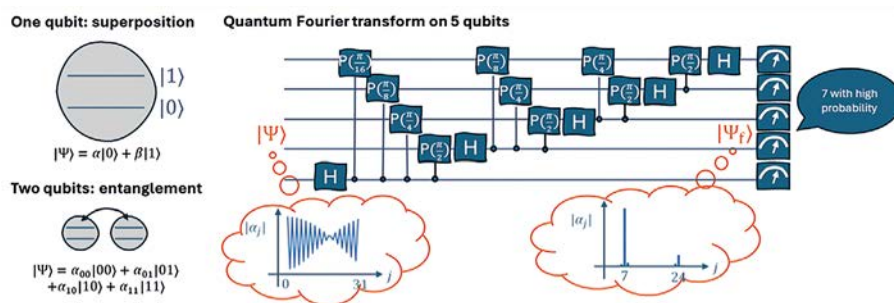 One qubit: superposition
|1⟩
|0⟩
|Ψ⟩ = α|0⟩ + β|1⟩
Two qubits: entanglement
|Ψ⟩ = α₀₀|00⟩ + α₀₁|01⟩
+α₁₀|10⟩ + α₁₁|11⟩
Quantum Fourier transform on 5 qubits
P(π/16) P(π/8) P(π/4) P(π/2) H
P(π/8) P(π/4) P(π/2) H
P(π/4) P(π/2) H
|Ψ⟩ P(π/2) H |Ψf⟩
H
7 with high
probability
|αⱼ|
0 31 j
|αⱼ|
7 24 j